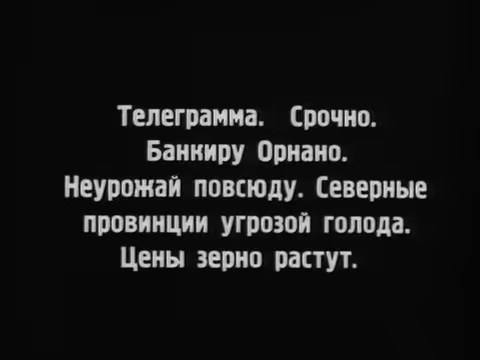 Телеграмма. Срочно.
Банкиру Орнано.
Неурожай повсюду. Северные
провинции угрозой голода.
Цены зерно растут.